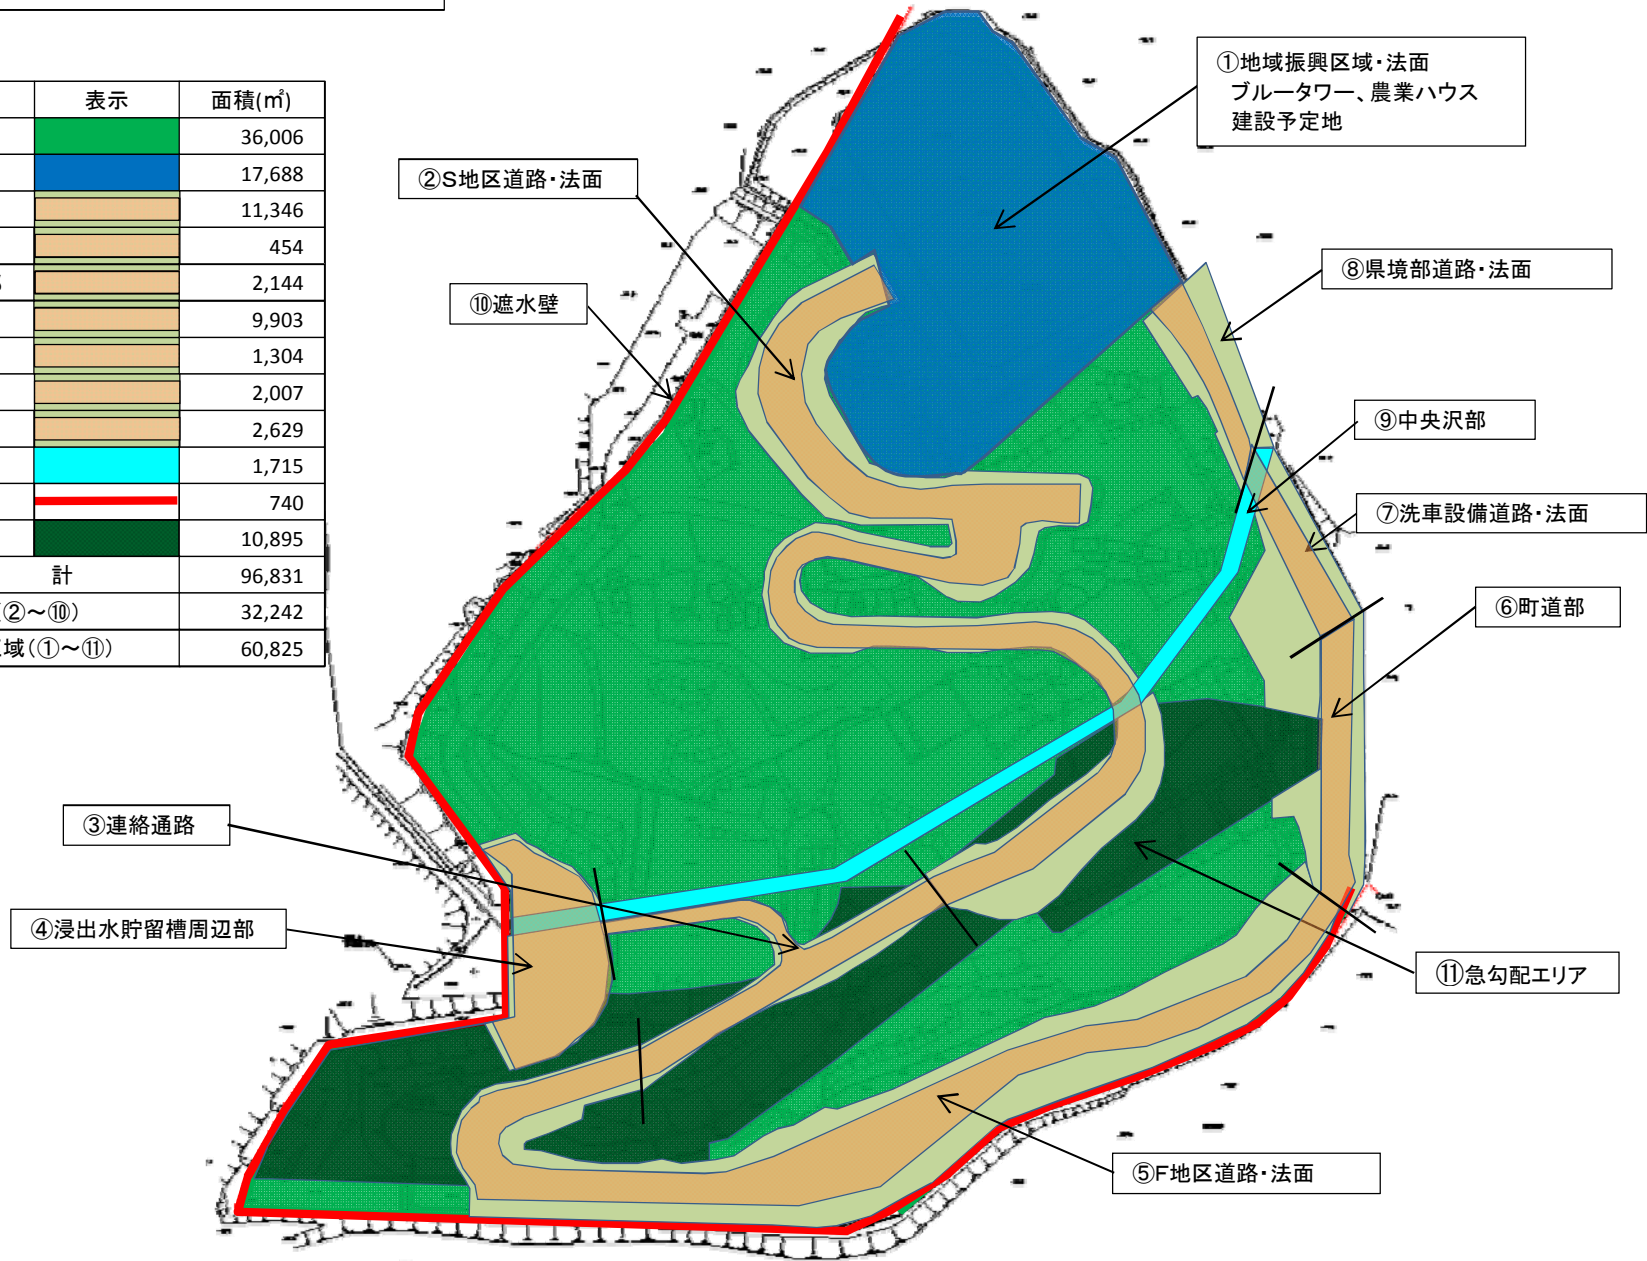 表示 面積(㎡)
36,006
17,688
11,346
454
2,144
9,903
1,304
2,007
2,629
1,715
740
10,895
計 96,831
(②～⑩) 32,242
域(①～⑪) 60,825
①地域振興区域・法面
ブルータワー、農業ハウス
建設予定地
②S地区道路・法面
⑧県境部道路・法面
⑩遮水壁
⑨中央沢部
⑦洗車設備道路・法面
⑥町道部
③連絡通路
④浸出水貯留槽周辺部
⑪急勾配エリア
⑤F地区道路・法面